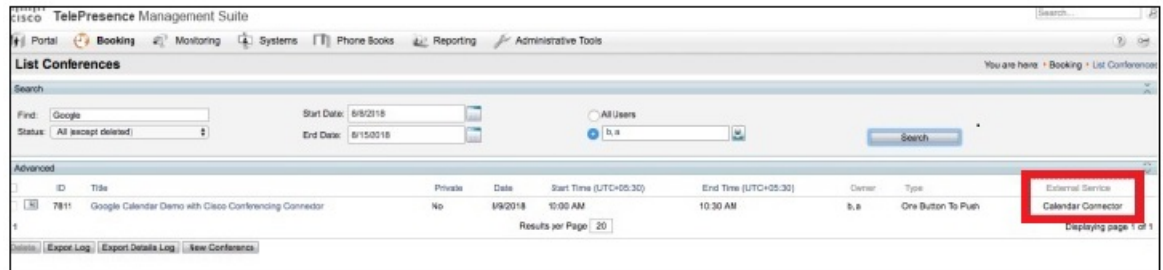 CISCO TelePresence Management Suite
Search...
Portal Booking Monitoring Systems Phone Books Reporting Administrative Tools
List Conferences
You are here: • Booking • List Conferences
Search
Find: Google Start Date: 8/8/2018 All Users
Status: All (except deleted) End Date: 8/15/2018 b, a Search
Advanced
ID Title Private Date Start Time (UTC+05:30) End Time (UTC+05:30) Owner Type External Service
7811 Google Calendar Demo with Cisco Conferencing Connextor No 8/9/2018 10:00 AM 10:30 AM b, a One Button To Push Calendar Connector
Results per Page: 20 Displaying page 1 of 1
Delete Export Log Export Details Log New Conference